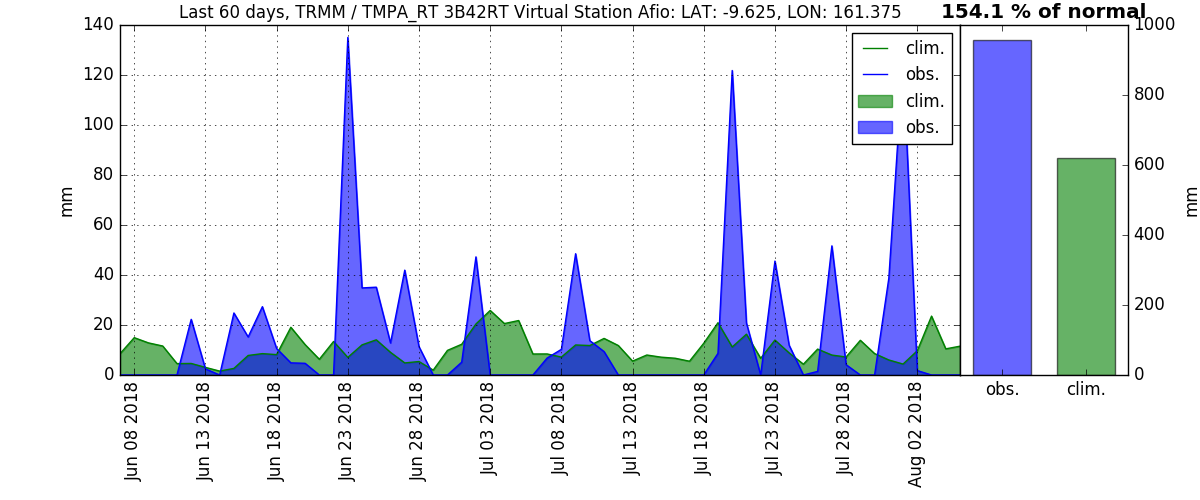 Last 60 days, TRMM / TMPA_RT 3B42RT Virtual Station Afio: LAT: -9.625, LON: 161.375
154.1 % of normal
140
120
100
80
60
40
20
0
mm
clim.
obs.
clim.
obs.
Jun 08 2018
Jun 13 2018
Jun 18 2018
Jun 23 2018
Jun 28 2018
Jul 03 2018
Jul 08 2018
Jul 13 2018
Jul 18 2018
Jul 23 2018
Jul 28 2018
Aug 02 2018
1000
800
600
400
200
0
mm
obs.
clim.